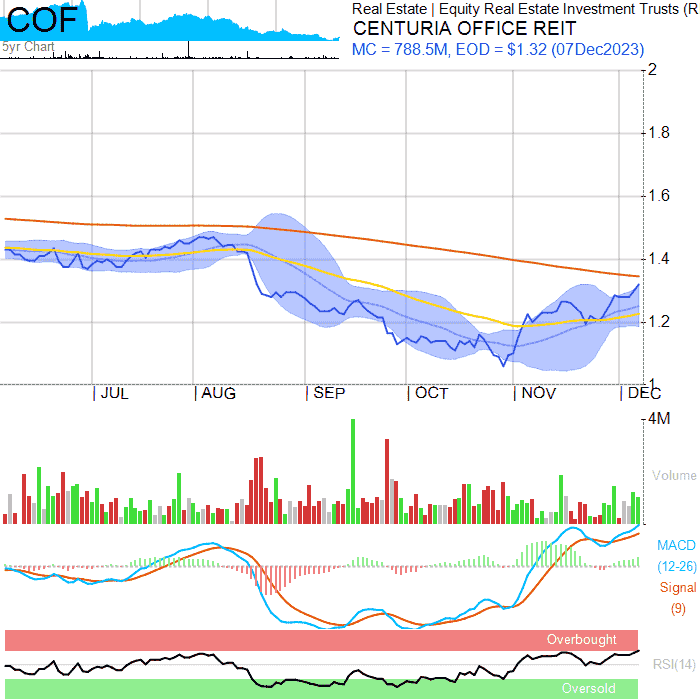 COF
5yr Chart
Real Estate | Equity Real Estate Investment Trusts (R
CENTURIA OFFICE REIT
MC = 788.5M, EOD = $1.32 (07Dec2023)
2
1.8
1.6
1.4
1.2
1
JUL AUG SEP OCT NOV DEC
4M
Volume
MACD
(12-26)
Signal
(9)
Overbought
RSI(14)
Oversold